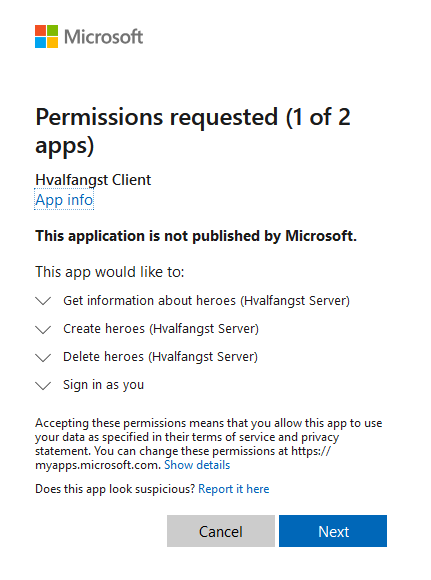 Microsoft
Permissions requested (1 of 2
apps)
Hvalfangst Client
App info
This application is not published by Microsoft.
This app would like to:
Get information about heroes (Hvalfangst Server)
Create heroes (Hvalfangst Server)
Delete heroes (Hvalfangst Server)
Sign in as you
Accepting these permissions means that you allow this app to use
your data as specified in their terms of service and privacy
statement. You can change these permissions at https://
myapps.microsoft.com. Show details
Does this app look suspicious? Report it here
Cancel Next